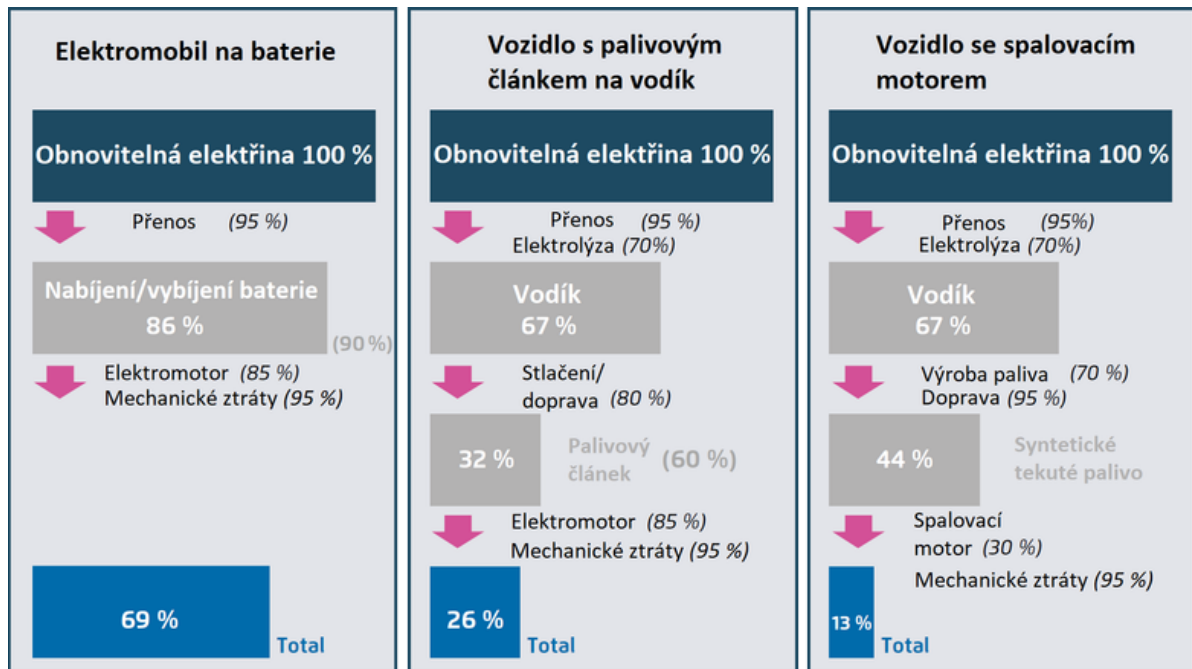 Elektromobil na baterie
Obnovitelná elektřina 100 %
Přenos (95 %)
Nabíjení/vybíjení baterie
86 %
(90 %)
Elektromotor (85 %)
Mechanické ztráty (95 %)
69 %
Total
Vozidlo s palivovým
článkem na vodík
Obnovitelná elektřina 100 %
Přenos (95 %)
Elektrolýza (70%)
Vodík
67 %
Stlačení/
doprava (80 %)
32 %
Palivový
článek (60 %)
Elektromotor (85 %)
Mechanické ztráty (95 %)
26 %
Total
Vozidlo se spalovacím
motorem
Obnovitelná elektřina 100 %
Přenos (95%)
Elektrolýza (70%)
Vodík
67 %
Výroba paliva (70 %)
Doprava (95 %)
44 %
Syntetické
tekuté palivo
Spalovací
motor (30 %)
Mechanické ztráty (95 %)
13 %
Total